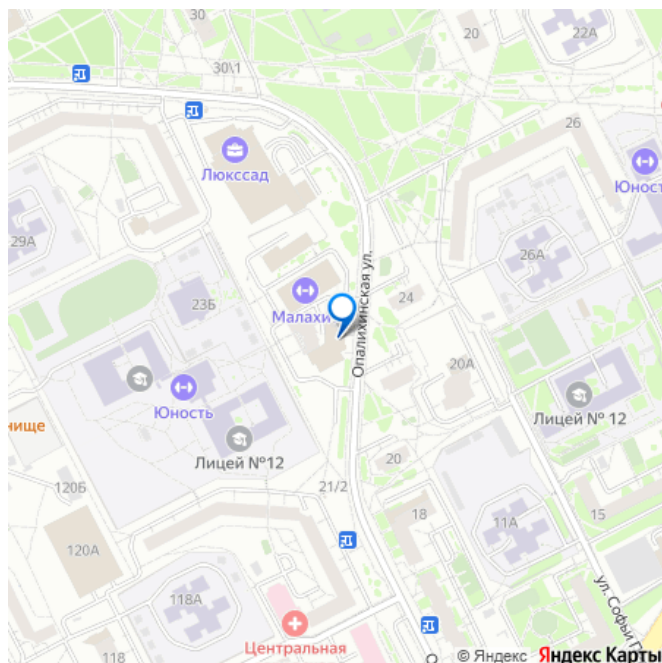 20
22А
30\1
26
Люкссад
Юност
29А
26А
Опалихинская ул.
23Б
24
Малахи
20А
Юность
Лицей № 12
нище
Лицей №12
20
120Б
21/2
18
15
11А
120А
118А
ул. Софьи П
Центральная
118
О
© Яндекс Яндекс Карты